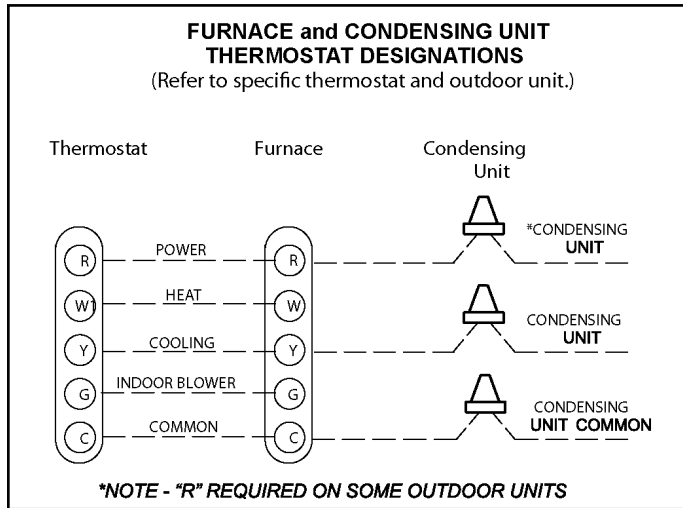 FURNACE and CONDENSING UNIT
THERMOSTAT DESIGNATIONS
(Refer to specific thermostat and outdoor unit.)
Thermostat Furnace Condensing
Unit
*CONDENSING
UNIT
R POWER R
W1 HEAT W
CONDENSING
UNIT
Y COOLING Y
G INDOOR BLOWER G
CONDENSING
UNIT COMMON
C COMMON C
*NOTE - "R" REQUIRED ON SOME OUTDOOR UNITS